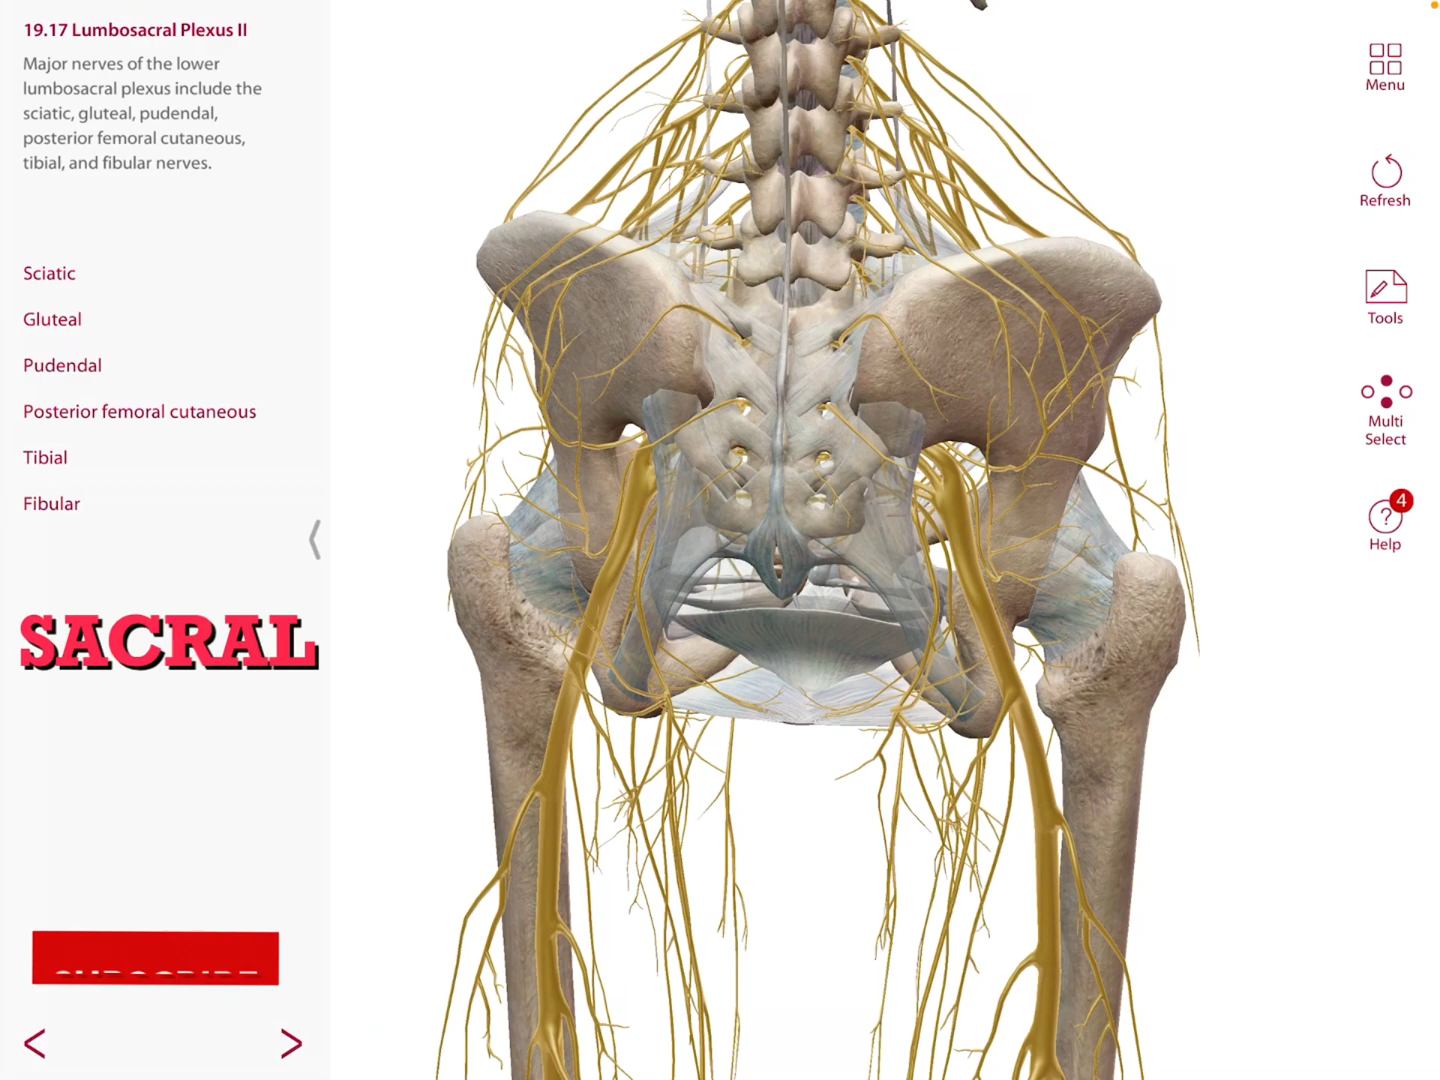 19.17 Lumbosacral Plexus II
Major nerves of the lower
lumbosacral plexus include the
sciatic, gluteal, pudendal,
posterior femoral cutaneous,
tibial, and fibular nerves.
Sciatic
Gluteal
Pudendal
Posterior femoral cutaneous
Tibial
Fibular
SACRAL
Menu
Refresh
Tools
Multi
Select
4
Help